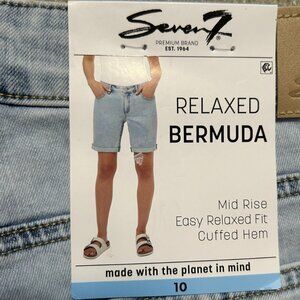 Seven7
PREMIUM BRAND
EST. 1964
RELAXED
BERMUDA
Mid Rise
Easy Relaxed Fit
Cuffed Hem
made with the planet in mind
10